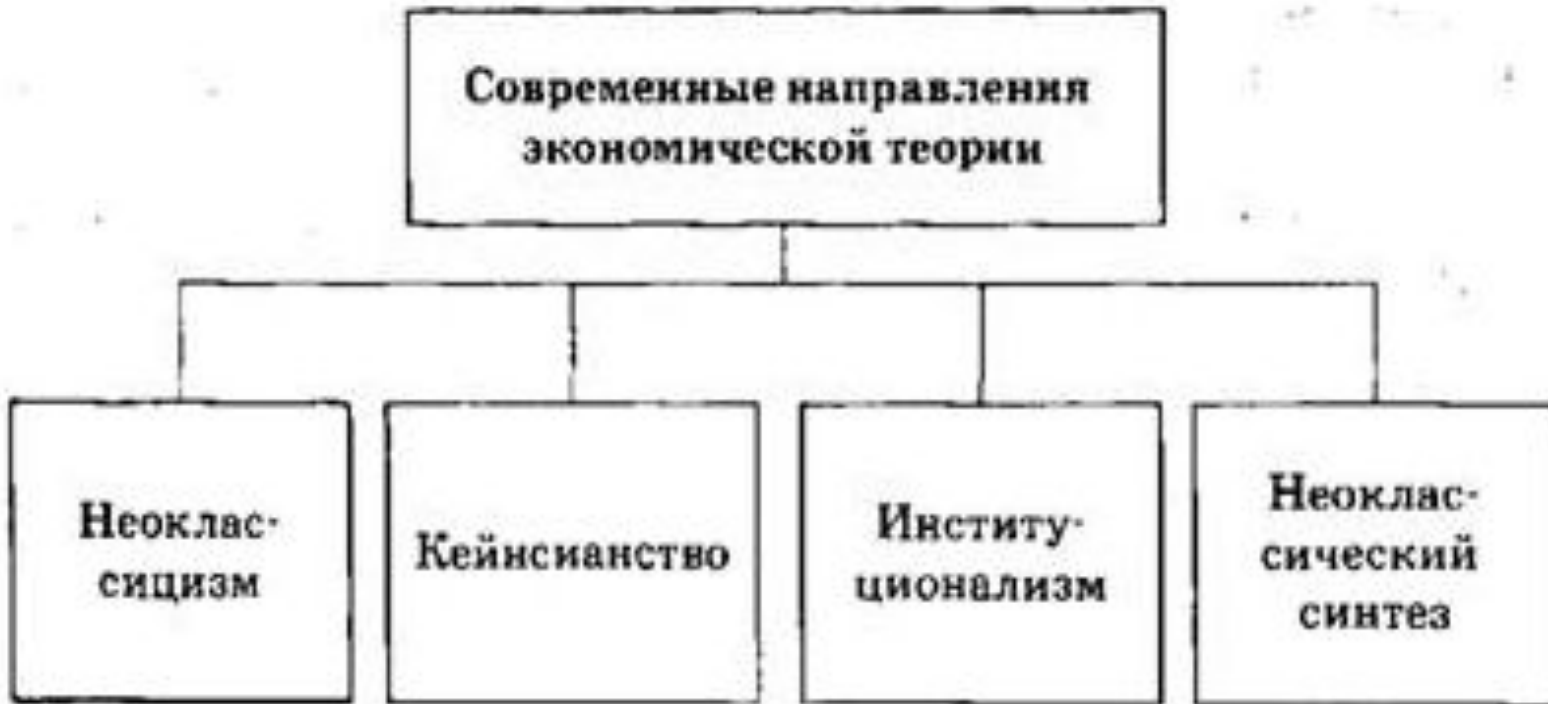 Современные направления
экономической теории
Неоклас-
сицизм
Кейнсианство
Институ-
ционализм
Неоклас-
сический
синтез